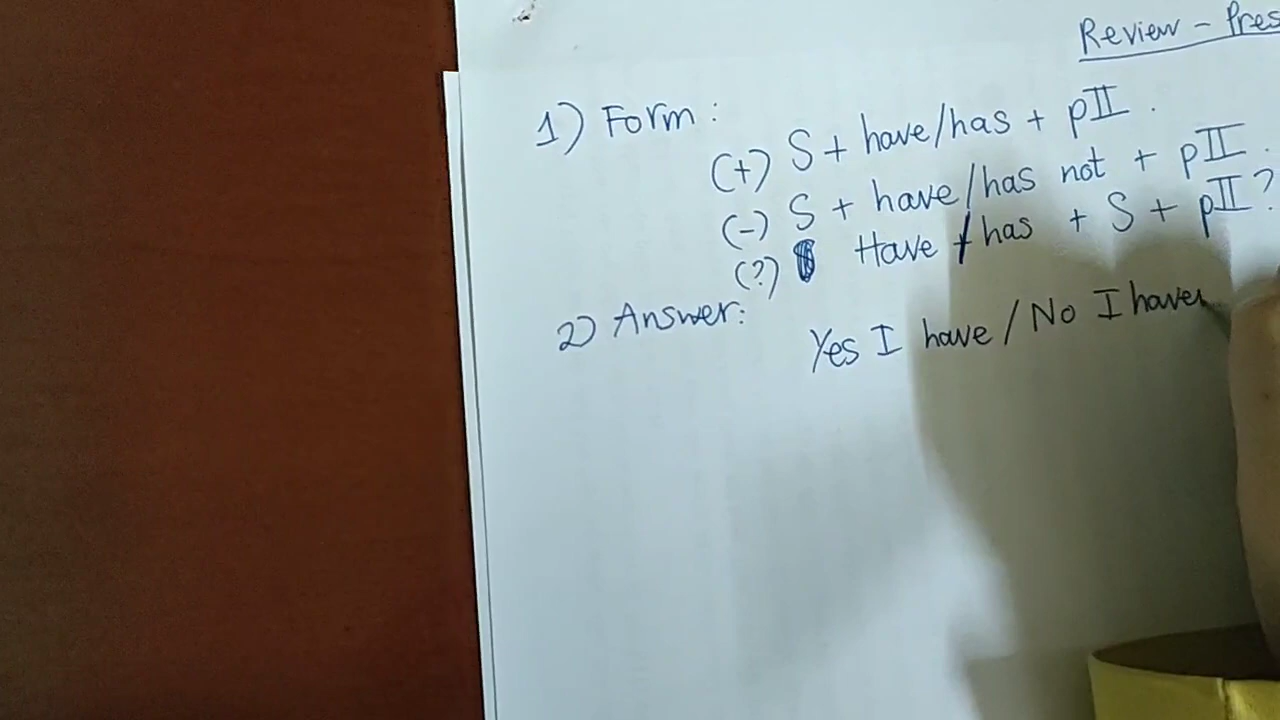 Review - Pres
1) Form:
(+) S + have/has + pII.
(-) S + have/has not + pII.
(?) Have / has + S + pII?
2) Answer:
Yes I have / No I haven